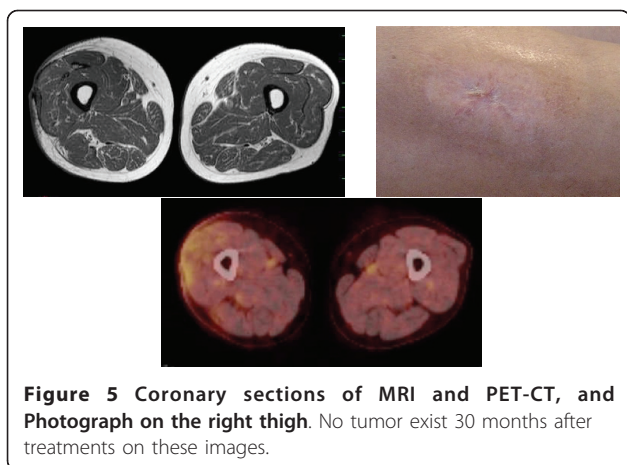 Figure 5 Coronary sections of MRI and PET-CT, and
Photograph on the right thigh. No tumor exist 30 months after
treatments on these images.